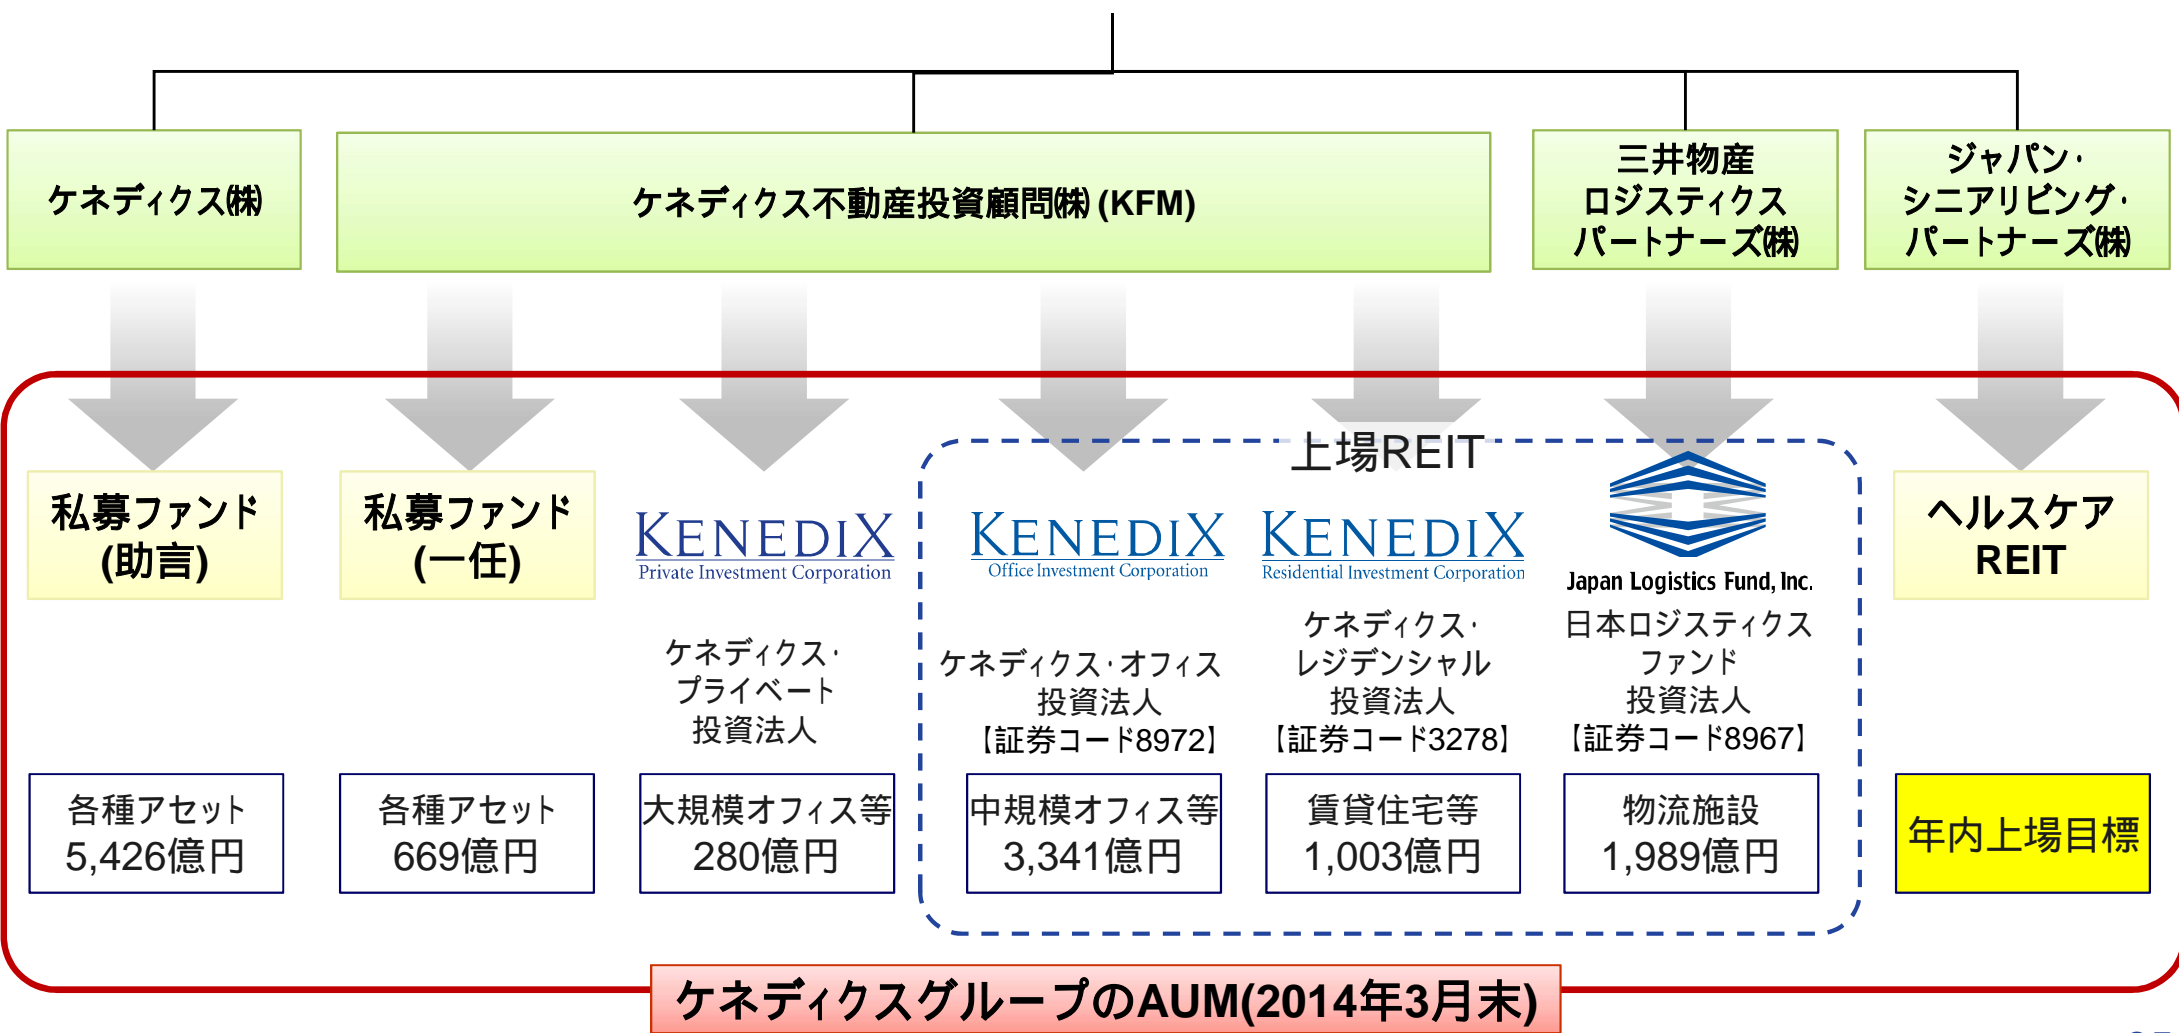 ケネディクス㈱
ケネディクス不動産投資顧問㈱ (KFM)
三井物産
ロジスティクス
パートナーズ㈱
ジャパン・
シニアリビング・
パートナーズ㈱
上場REIT
私募ファンド
(助言)
私募ファンド
(一任)
KENEDIX
Private Investment Corporation
KENEDIX
Office Investment Corporation
KENEDIX
Residential Investment Corporation
Japan Logistics Fund, Inc.
ヘルスケア
REIT
ケネディクス・
プライベート
投資法人
ケネディクス・オフィス
投資法人
【証券コード8972】
ケネディクス・
レジデンシャル
投資法人
【証券コード3278】
日本ロジスティクス
ファンド
投資法人
【証券コード8967】
各種アセット
5,426億円
各種アセット
669億円
大規模オフィス等
280億円
中規模オフィス等
3,341億円
賃貸住宅等
1,003億円
物流施設
1,989億円
年内上場目標
ケネディクスグループのAUM(2014年3月末)